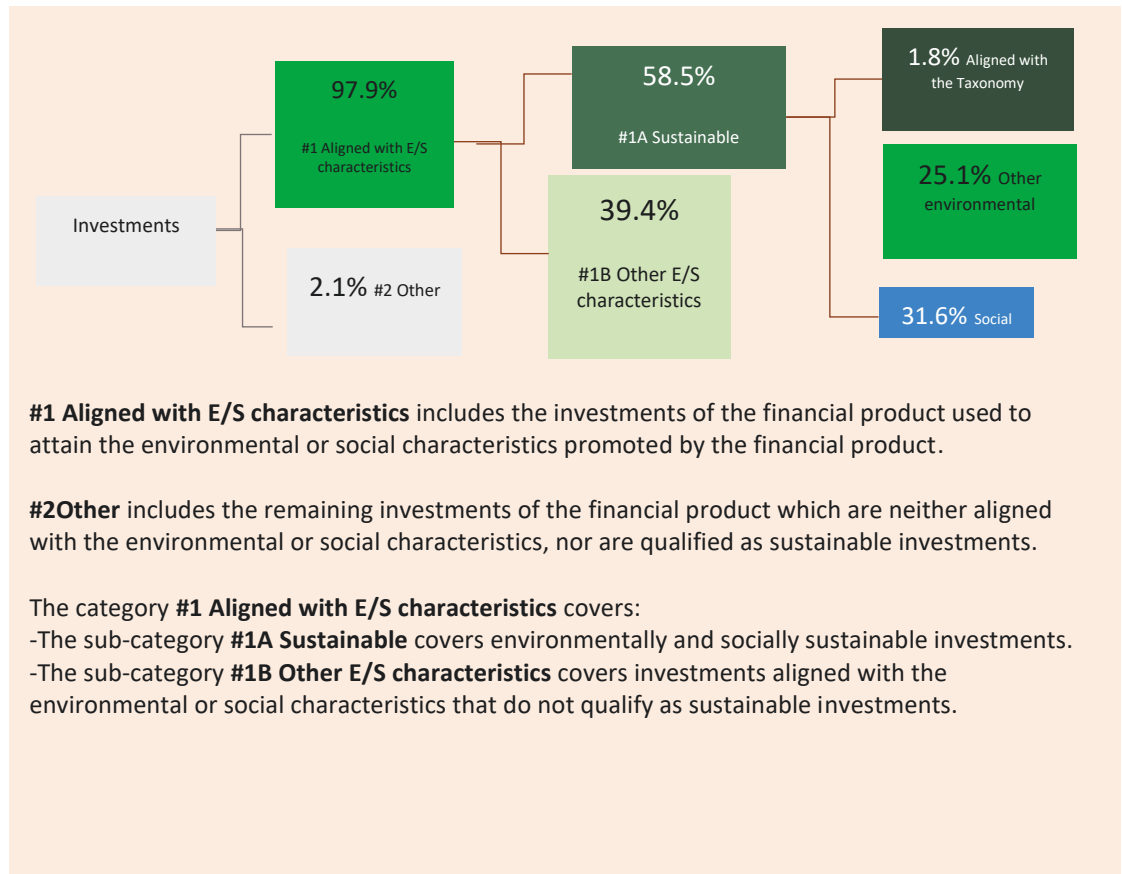 Investments
97.9%
#1 Aligned with E/S
characteristics
2.1% #2 Other
58.5%
#1A Sustainable
39.4%
#1B Other E/S
characteristics
1.8% Aligned with
the Taxonomy
25.1% Other
environmental
31.6% Social
#1 Aligned with E/S characteristics includes the investments of the financial product used to
attain the environmental or social characteristics promoted by the financial product.
#2Other includes the remaining investments of the financial product which are neither aligned
with the environmental or social characteristics, nor are qualified as sustainable investments.
The category #1 Aligned with E/S characteristics covers:
-The sub-category #1A Sustainable covers environmentally and socially sustainable investments.
-The sub-category #1B Other E/S characteristics covers investments aligned with the
environmental or social characteristics that do not qualify as sustainable investments.